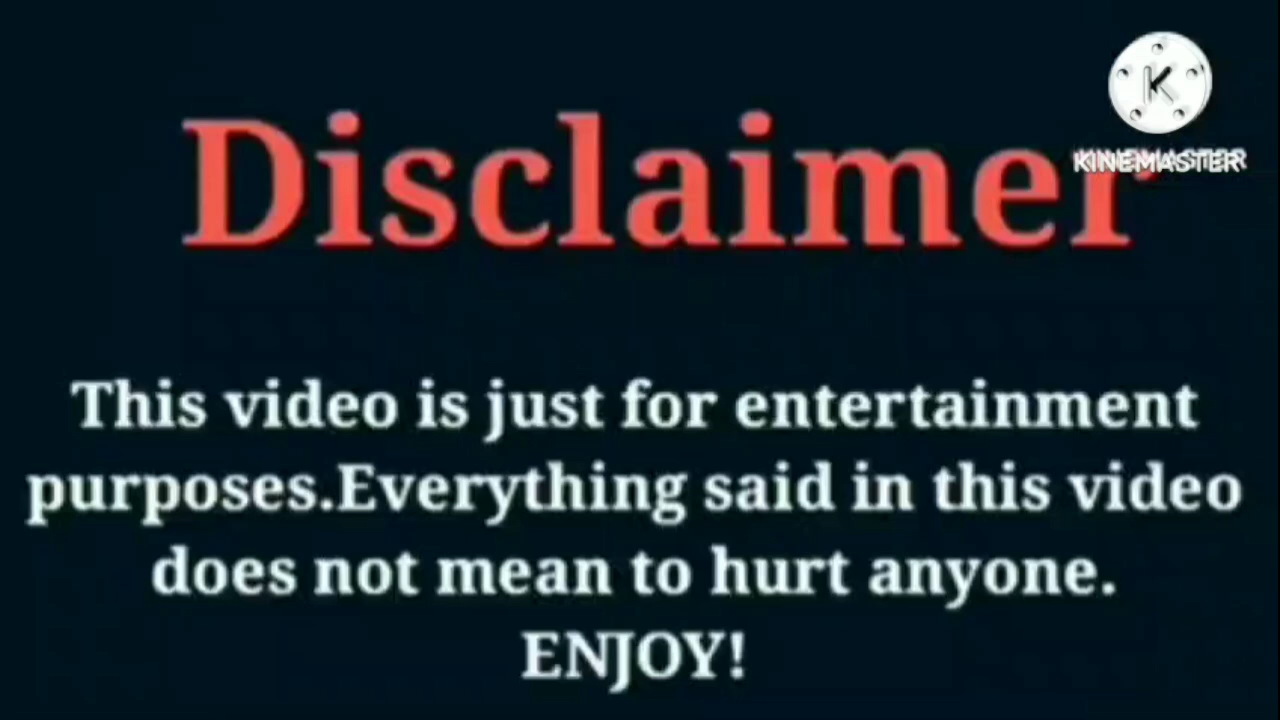 K
KINEMASTER
Disclaimer
This video is just for entertainment
purposes.Everything said in this video
does not mean to hurt anyone.
ENJOY!